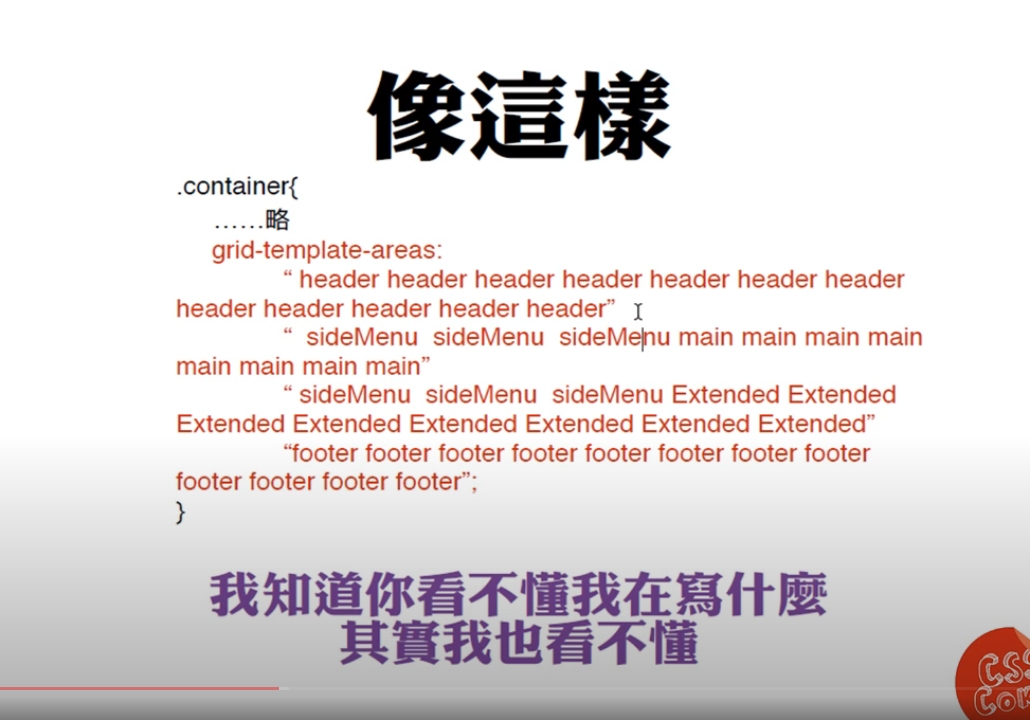 像這樣
.container{
……略
grid-template-areas:
“ header header header header header header header
header header header header header”
“ sideMenu sideMenu sideMenu main main main main
main main main main main”
“ sideMenu sideMenu sideMenu Extended Extended
Extended Extended Extended Extended Extended Extended”
“footer footer footer footer footer footer footer footer
footer footer footer footer”;
}
我知道你看不懂我在寫什麼
其實我也看不懂